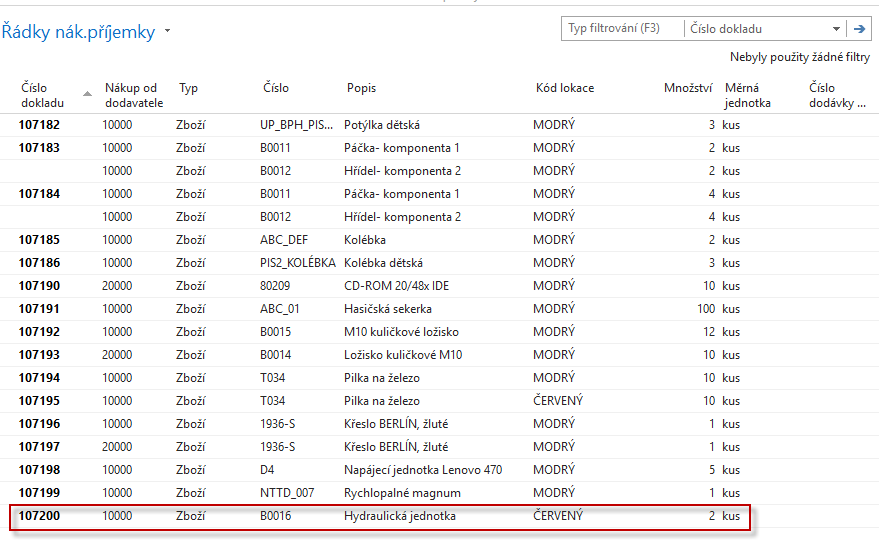 Řádky nák.příjemky
Typ filtrování (F3) Číslo dokladu
Nebyly použity žádné filtry
Číslo dokladu Nákup od dodavatele Typ Číslo Popis Kód lokace Množství Měrná jednotka Číslo dodávky ...
107182 10000 Zboží UP_BPH_PIS... Potýlka dětská MODRÝ 3 kus
107183 10000 Zboží B0011 Páčka- komponenta 1 MODRÝ 2 kus
10000 Zboží B0012 Hřídel- komponenta 2 MODRÝ 2 kus
107184 10000 Zboží B0011 Páčka- komponenta 1 MODRÝ 4 kus
10000 Zboží B0012 Hřídel- komponenta 2 MODRÝ 4 kus
107185 10000 Zboží ABC_DEF Kolébka MODRÝ 2 kus
107186 10000 Zboží PIS2_KOLÉBKA Kolébka dětská MODRÝ 3 kus
107190 20000 Zboží 80209 CD-ROM 20/48x IDE MODRÝ 10 kus
107191 10000 Zboží ABC_01 Hasičská sekerka MODRÝ 100 kus
107192 10000 Zboží B0015 M10 kuličkové ložisko MODRÝ 12 kus
107193 20000 Zboží B0014 Ložisko kuličkové M10 MODRÝ 10 kus
107194 10000 Zboží T034 Pilka na železo MODRÝ 10 kus
107195 10000 Zboží T034 Pilka na železo ČERVENÝ 10 kus
107196 10000 Zboží 1936-S Křeslo BERLÍN, žluté MODRÝ 1 kus
107197 20000 Zboží 1936-S Křeslo BERLÍN, žluté MODRÝ 1 kus
107198 10000 Zboží D4 Napájecí jednotka Lenovo 470 MODRÝ 5 kus
107199 10000 Zboží NTTD_007 Rychlopalné magnum MODRÝ 1 kus
107200 10000 Zboží B0016 Hydraulická jednotka ČERVENÝ 2 kus